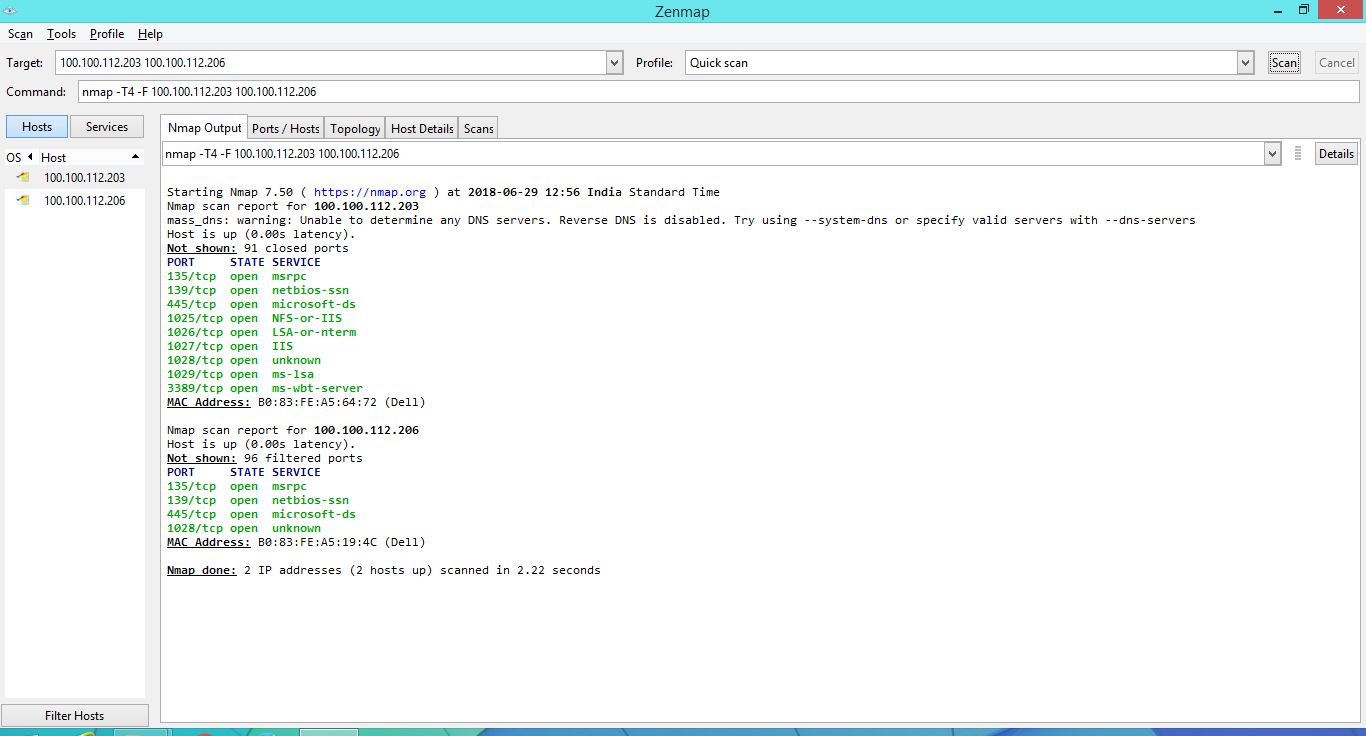 Zenmap
Scan Tools Profile Help
Target: 100.100.112.203 100.100.112.206 Profile: Quick scan Scan Cancel
Command: nmap -T4 -F 100.100.112.203 100.100.112.206
Hosts Services
OS Host
100.100.112.203
100.100.112.206
Filter Hosts
Nmap Output Ports / Hosts Topology Host Details Scans
nmap -T4 -F 100.100.112.203 100.100.112.206 Details
Starting Nmap 7.50 ( https://nmap.org ) at 2018-06-29 12:56 India Standard Time
Nmap scan report for 100.100.112.203
mass_dns: warning: Unable to determine any DNS servers. Reverse DNS is disabled. Try using --system-dns or specify valid servers with --dns-servers
Host is up (0.00s latency).
Not shown: 91 closed ports
PORT STATE SERVICE
135/tcp open msrpc
139/tcp open netbios-ssn
445/tcp open microsoft-ds
1025/tcp open NFS-or-IIS
1026/tcp open LSA-or-nterm
1027/tcp open IIS
1028/tcp open unknown
1029/tcp open ms-lsa
3389/tcp open ms-wbt-server
MAC Address: B0:83:FE:A5:64:72 (Dell)
Nmap scan report for 100.100.112.206
Host is up (0.00s latency).
Not shown: 96 filtered ports
PORT STATE SERVICE
135/tcp open msrpc
139/tcp open netbios-ssn
445/tcp open microsoft-ds
1028/tcp open unknown
MAC Address: B0:83:FE:A5:19:4C (Dell)
Nmap done: 2 IP addresses (2 hosts up) scanned in 2.22 seconds